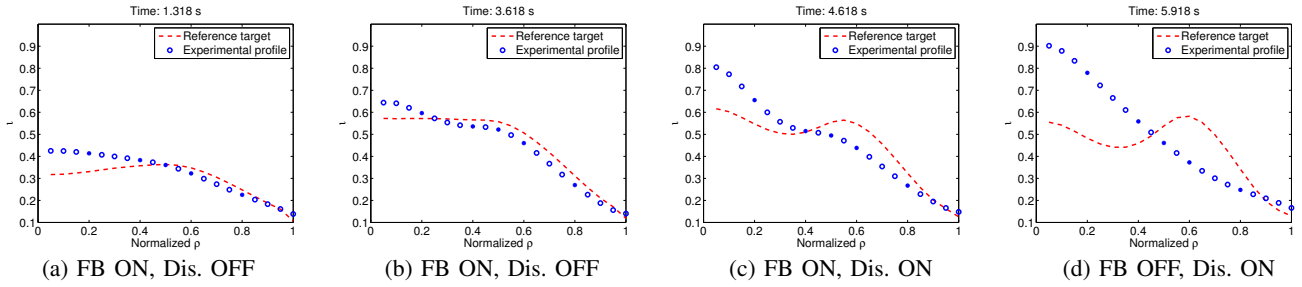 Time: 1.318 s
0.9
0.8
0.7
0.6
0.5
0.4
0.3
0.2
0.1
ι
Reference target
Experimental profile
0 0.2 0.4 0.6 0.8 1
Normalized ρ
(a) FB ON, Dis. OFF
Time: 3.618 s
0.9
0.8
0.7
0.6
0.5
0.4
0.3
0.2
0.1
ι
Reference target
Experimental profile
0 0.2 0.4 0.6 0.8 1
Normalized ρ
(b) FB ON, Dis. OFF
Time: 4.618 s
0.9
0.8
0.7
0.6
0.5
0.4
0.3
0.2
0.1
ι
Reference target
Experimental profile
0 0.2 0.4 0.6 0.8 1
Normalized ρ
(c) FB ON, Dis. ON
Time: 5.918 s
0.9
0.8
0.7
0.6
0.5
0.4
0.3
0.2
0.1
ι
Reference target
Experimental profile
0 0.2 0.4 0.6 0.8 1
Normalized ρ
(d) FB OFF, Dis. ON